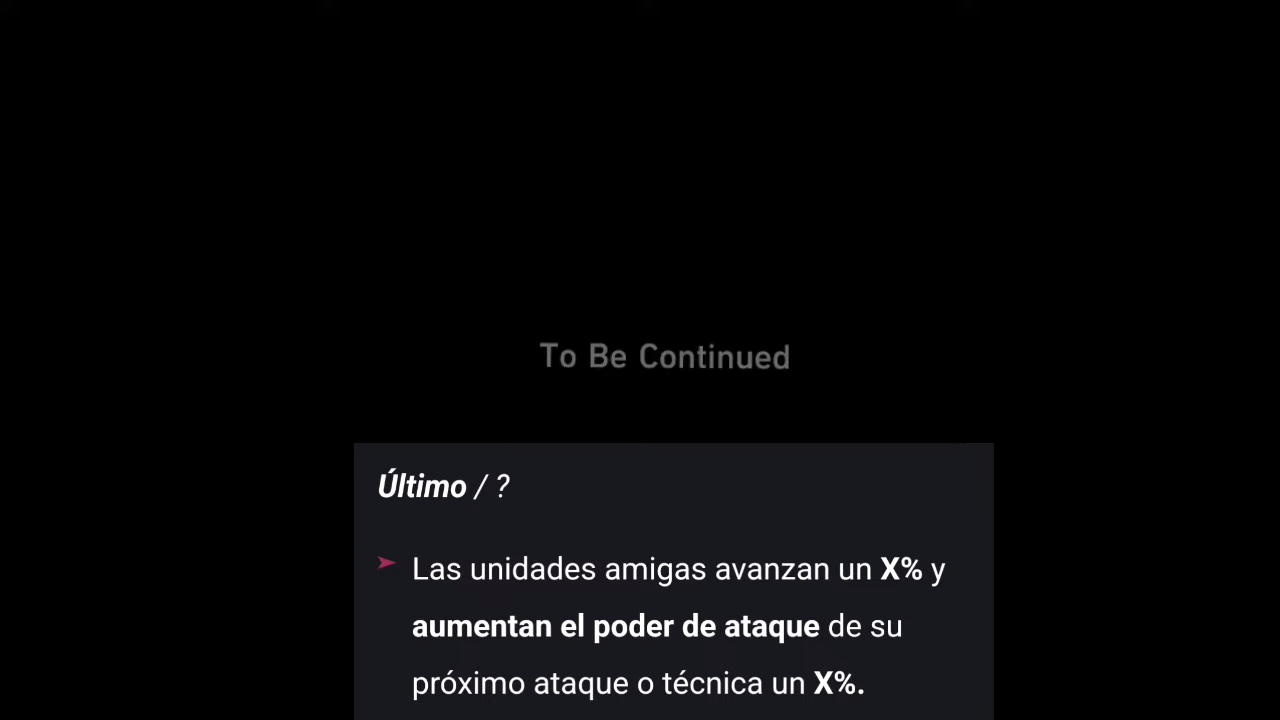 To Be Continued
Último / ?
➤ Las unidades amigas avanzan un X% y
aumentan el poder de ataque de su
próximo ataque o técnica un X%.